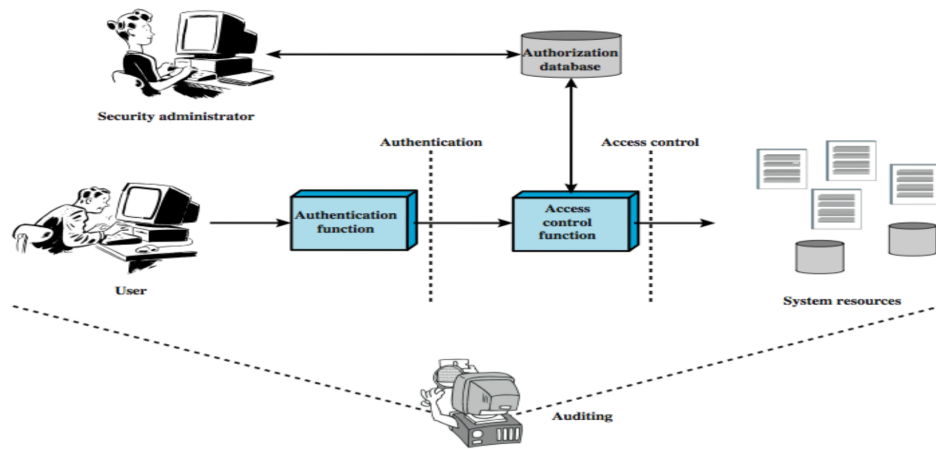 Authorization
database
Security administrator
Authentication
Access control
Authentication
function
Access
control
function
User
System resources
Auditing